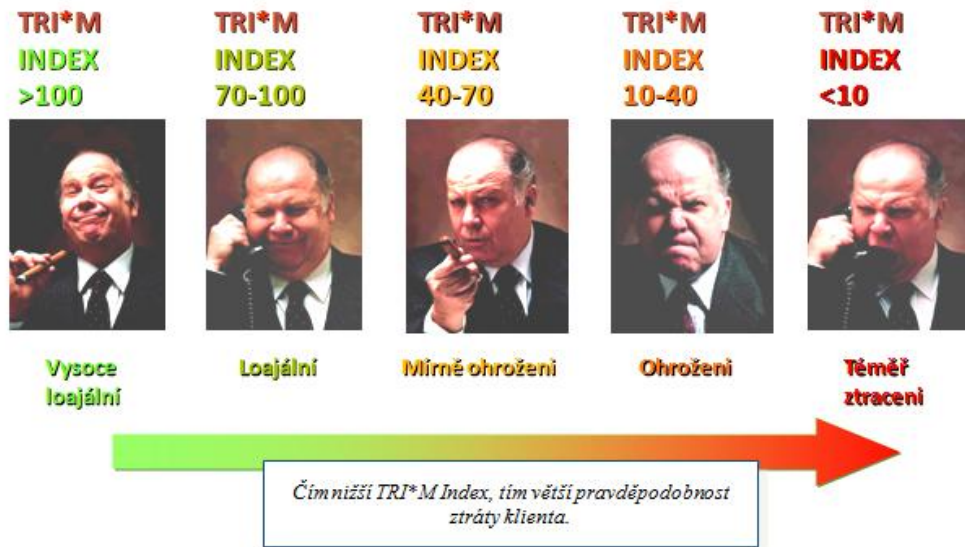 TRI*M
INDEX
>100
TRI*M
INDEX
70-100
TRI*M
INDEX
40-70
TRI*M
INDEX
10-40
TRI*M
INDEX
<10
Vysoce
loajální
Loajální
Mírně ohroženi
Ohroženi
Téměř
ztraceni
Čím nižší TRI*M Index, tím větší pravděpodobnost
ztráty klienta.